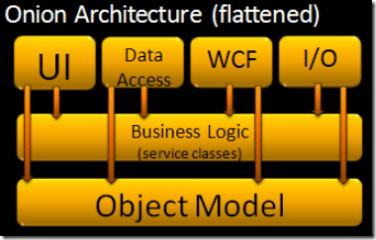 Onion Architecture (flattened)
UI
Data
Access
WCF
I/O
Business Logic
(service classes)
Object Model